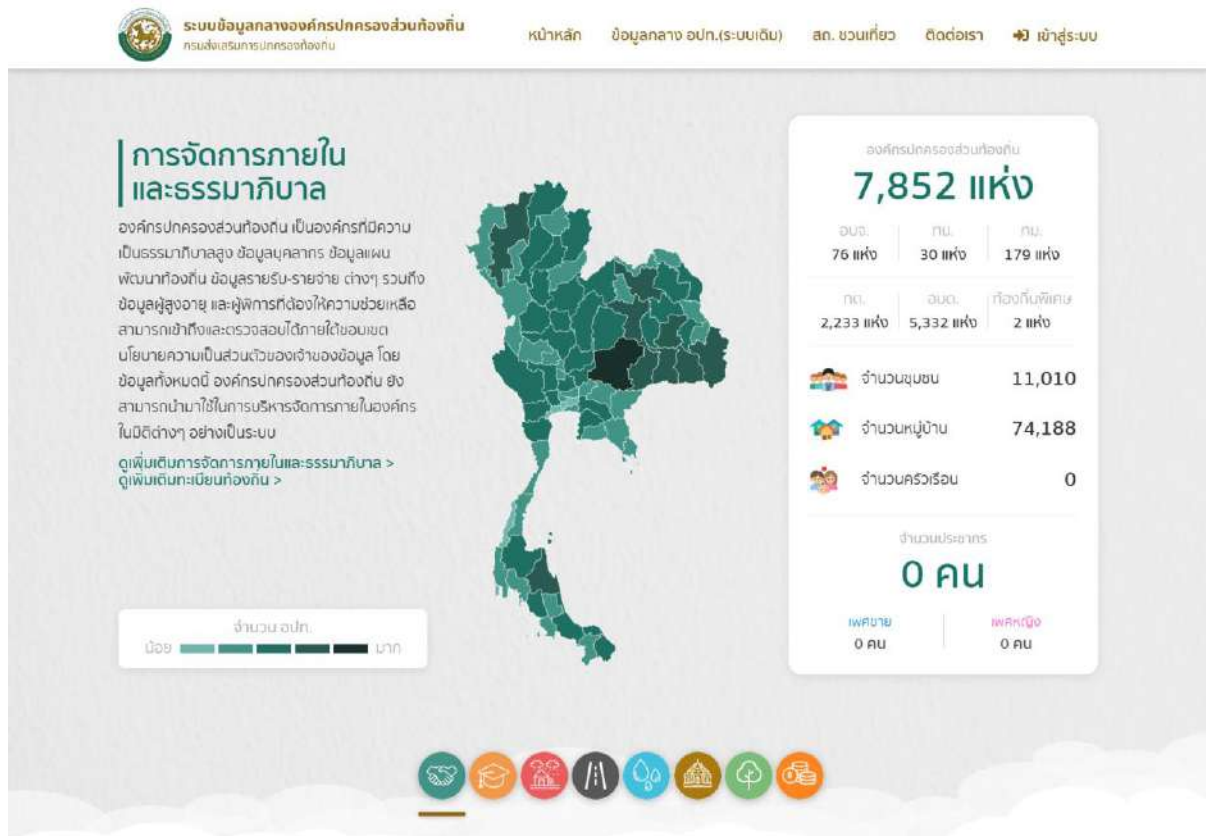 ระบบข้อมูลกลางองค์กรปกครองส่วนท้องถิ่น
กรมส่งเสริมการปกครองท้องถิ่น
หน้าหลัก ข้อมูลกลาง อปท.(ระบบเดิม) สถ. ชวนเที่ยว ติดต่อเรา เข้าสู่ระบบ
การจัดการภายใน
และธรรมาภิบาล
องค์กรปกครองส่วนท้องถิ่น เป็นองค์กรที่มีความ
เป็นธรรมาภิบาลสูง ข้อมูลบุคลากร ข้อมูลแผน
พัฒนาท้องถิ่น ข้อมูลรายรับ-รายจ่าย ต่างๆ รวมถึง
ข้อมูลผู้สูงอายุ และผู้พิการที่ต้องให้ความช่วยเหลือ
สามารถเข้าถึงและตรวจสอบได้ภายใต้ขอบเขต
นโยบายความเป็นส่วนตัวของเจ้าของข้อมูล โดย
ข้อมูลทั้งหมดนี้ องค์กรปกครองส่วนท้องถิ่น ยัง
สามารถนำมาใช้ในการบริหารจัดการภายในองค์กร
ในมิติต่างๆ อย่างเป็นระบบ
ดูเพิ่มเติมการจัดการภายในและธรรมาภิบาล >
ดูเพิ่มเติมทะเบียนท้องถิ่น >
จำนวน อปท.
น้อย มาก
องค์กรปกครองส่วนท้องถิ่น
7,852 แห่ง
อบจ. ทน. ทม.
76 แห่ง 30 แห่ง 179 แห่ง
ทต. อบต. ท้องถิ่นพิเศษ
2,233 แห่ง 5,332 แห่ง 2 แห่ง
จำนวนชุมชน 11,010
จำนวนหมู่บ้าน 74,188
จำนวนครัวเรือน 0
จำนวนประชากร
0 คน
เพศชาย เพศหญิง
0 คน 0 คน